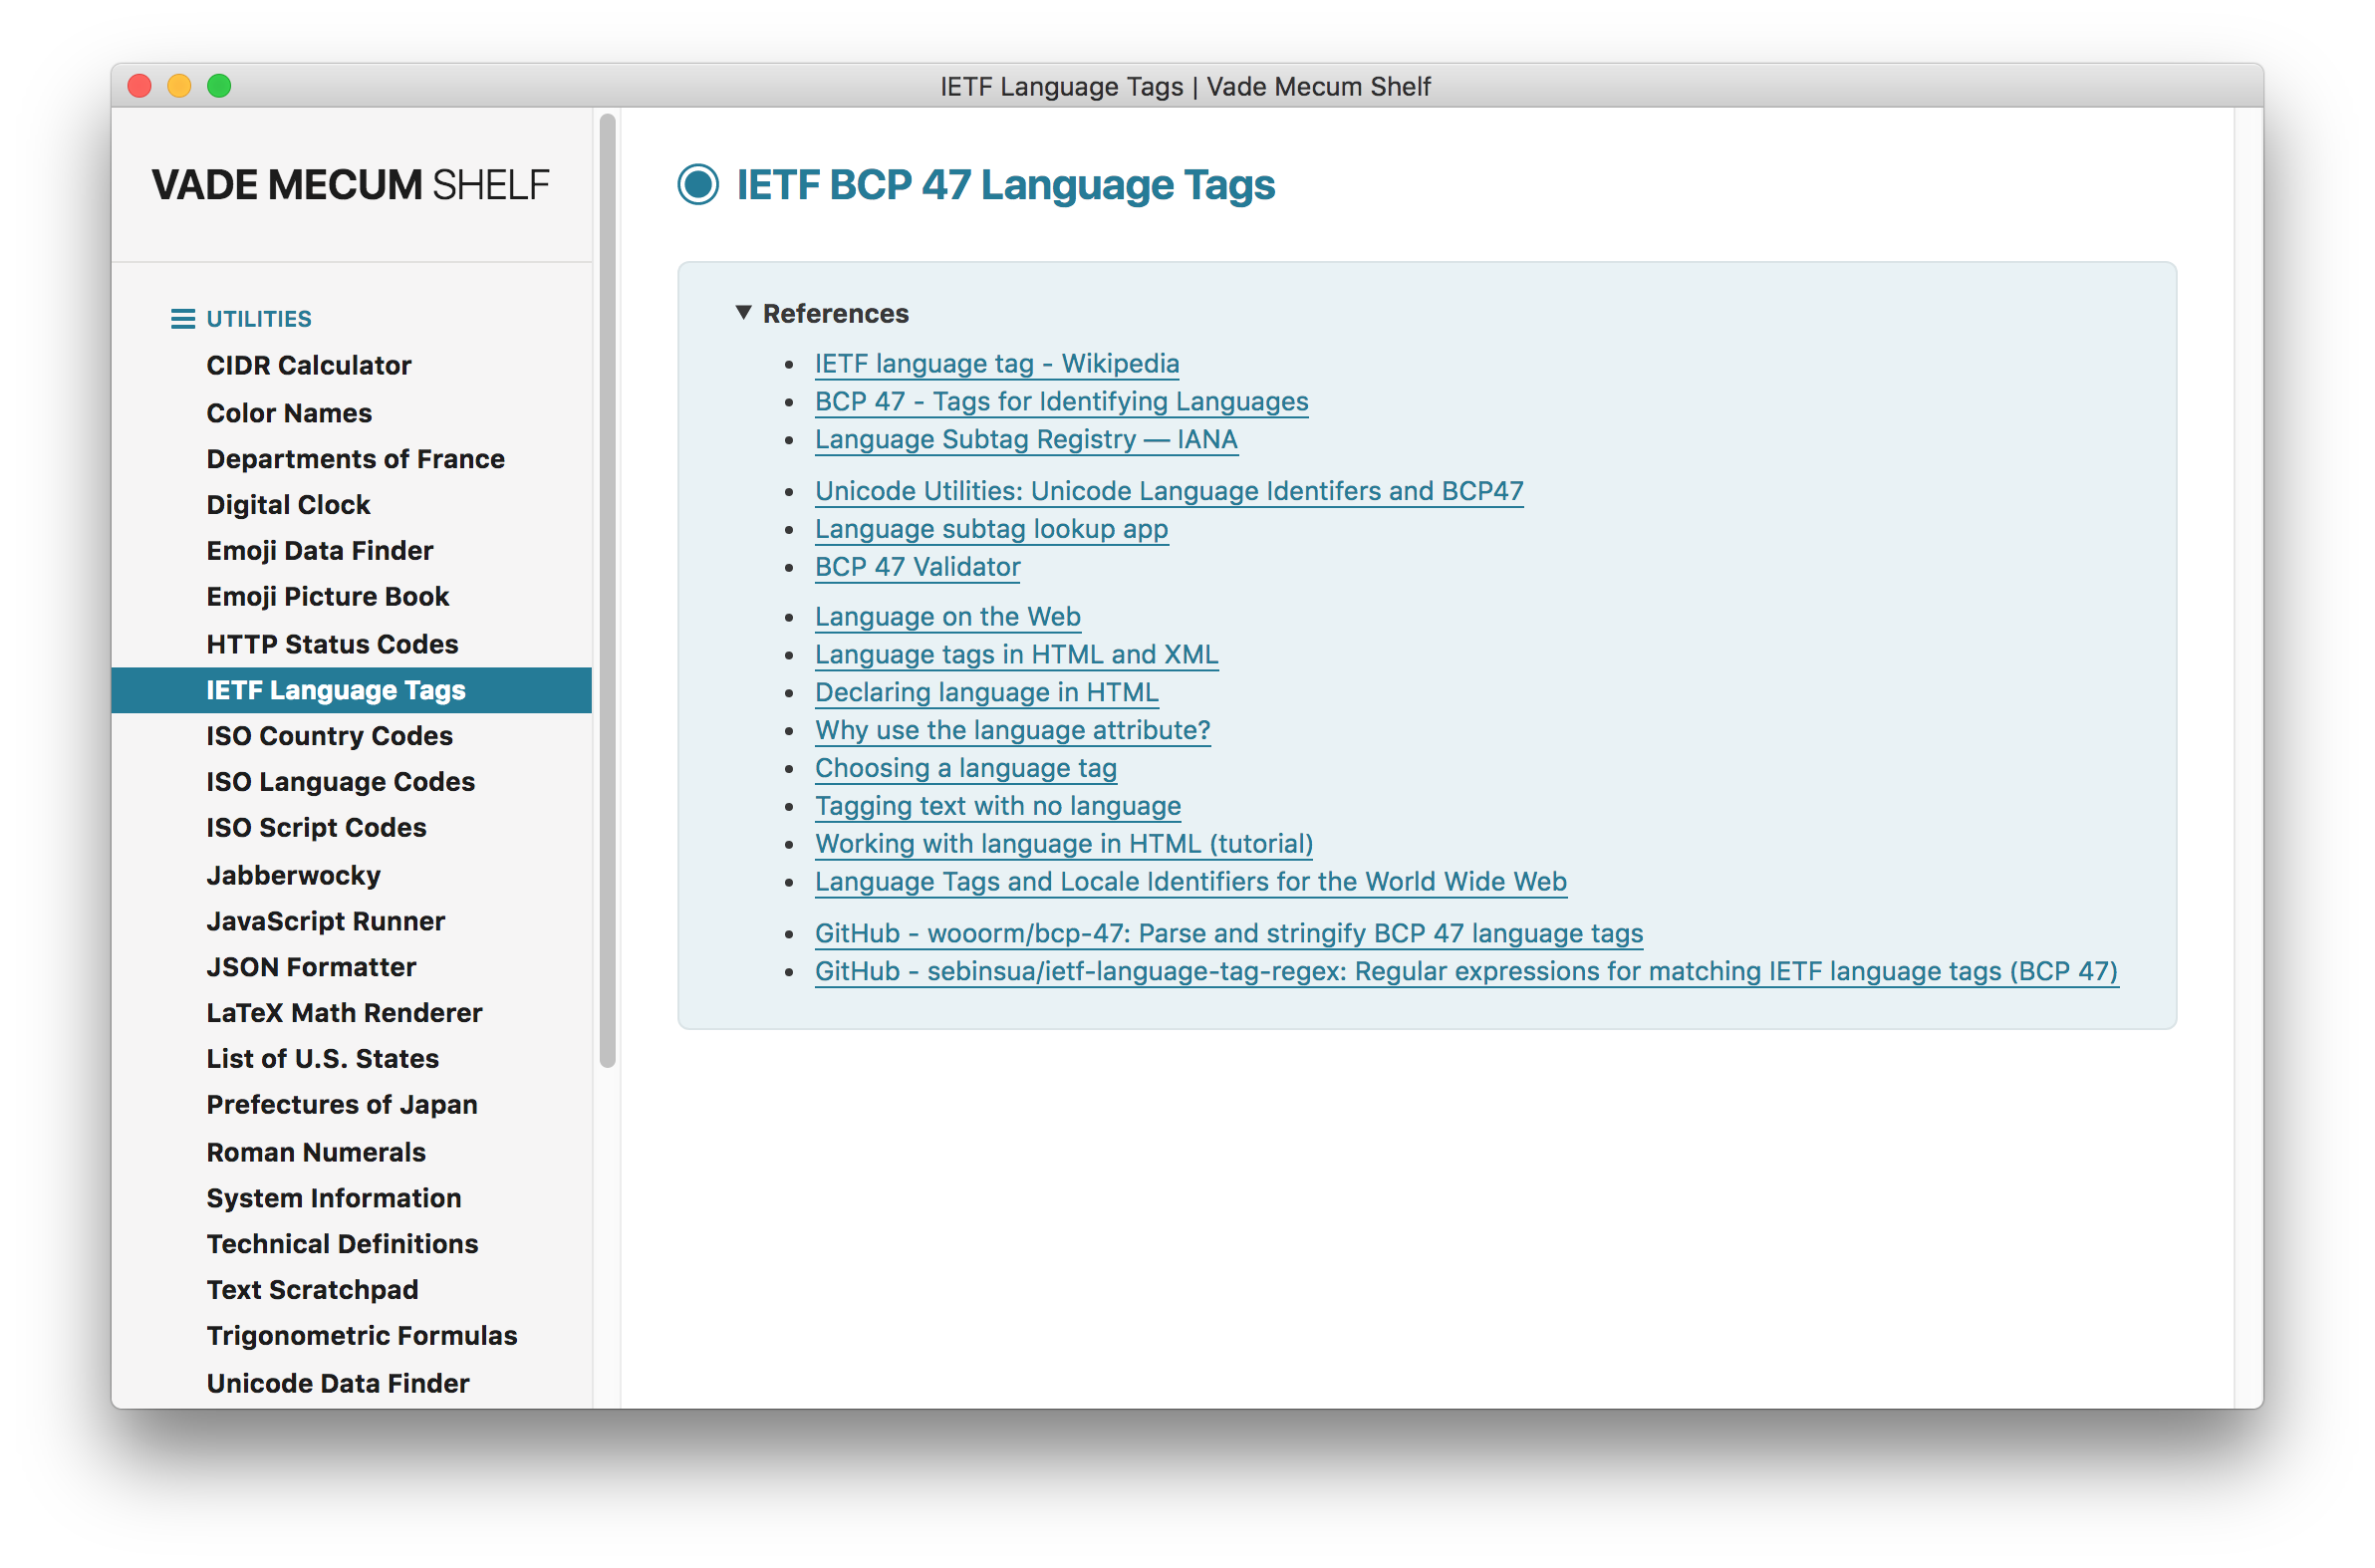 IETF Language Tags | Vade Mecum Shelf
VADE MECUM SHELF
UTILITIES
CIDR Calculator
Color Names
Departments of France
Digital Clock
Emoji Data Finder
Emoji Picture Book
HTTP Status Codes
IETF Language Tags
ISO Country Codes
ISO Language Codes
ISO Script Codes
Jabberwocky
JavaScript Runner
JSON Formatter
LaTeX Math Renderer
List of U.S. States
Prefectures of Japan
Roman Numerals
System Information
Technical Definitions
Text Scratchpad
Trigonometric Formulas
Unicode Data Finder
IETF BCP 47 Language Tags
References
IETF language tag - Wikipedia
BCP 47 - Tags for Identifying Languages
Language Subtag Registry — IANA
Unicode Utilities: Unicode Language Identifers and BCP47
Language subtag lookup app
BCP 47 Validator
Language on the Web
Language tags in HTML and XML
Declaring language in HTML
Why use the language attribute?
Choosing a language tag
Tagging text with no language
Working with language in HTML (tutorial)
Language Tags and Locale Identifiers for the World Wide Web
GitHub - wooorm/bcp-47: Parse and stringify BCP 47 language tags
GitHub - sebinsua/ietf-language-tag-regex: Regular expressions for matching IETF language tags (BCP 47)